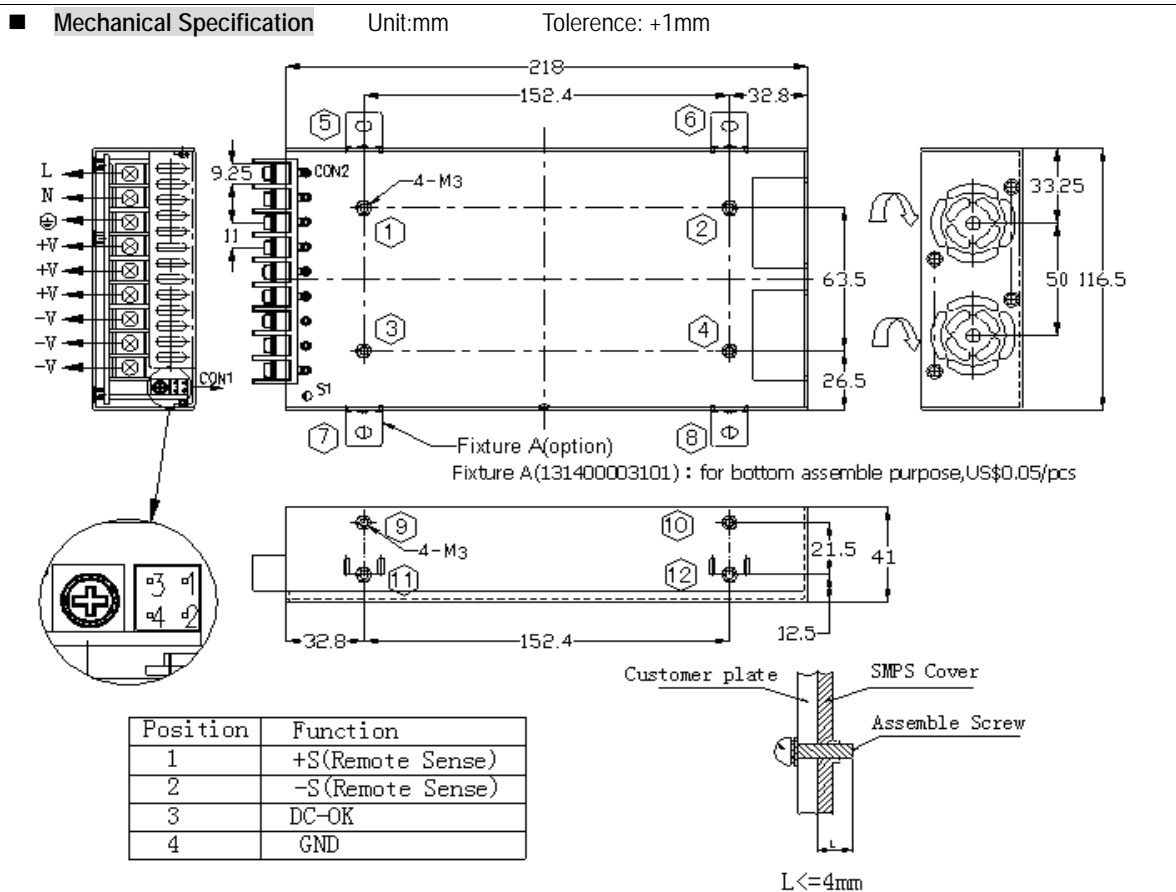 ■ Mechanical Specification Unit:mm Tolerence: +1mm
218
152.4 32.8
5 6
L
N
+V
+V
+V
-V
-V
-V
CON1
9.25
11
CON2
4-M3
1 2
3 4
S1
63.5
26.5
33.25
50 116.5
7 8
Fixture A(option)
Fixture A(131400003101) : for bottom assemble purpose,US$0.05/pcs
9 10
4-M3
11 12
21.5 41
12.5
32.8 152.4
3 1
4 2
Customer plate SMPS Cover
Assemble Screw
L
L<=4mm
Position Function
1 +S(Remote Sense)
2 -S(Remote Sense)
3 DC-OK
4 GND